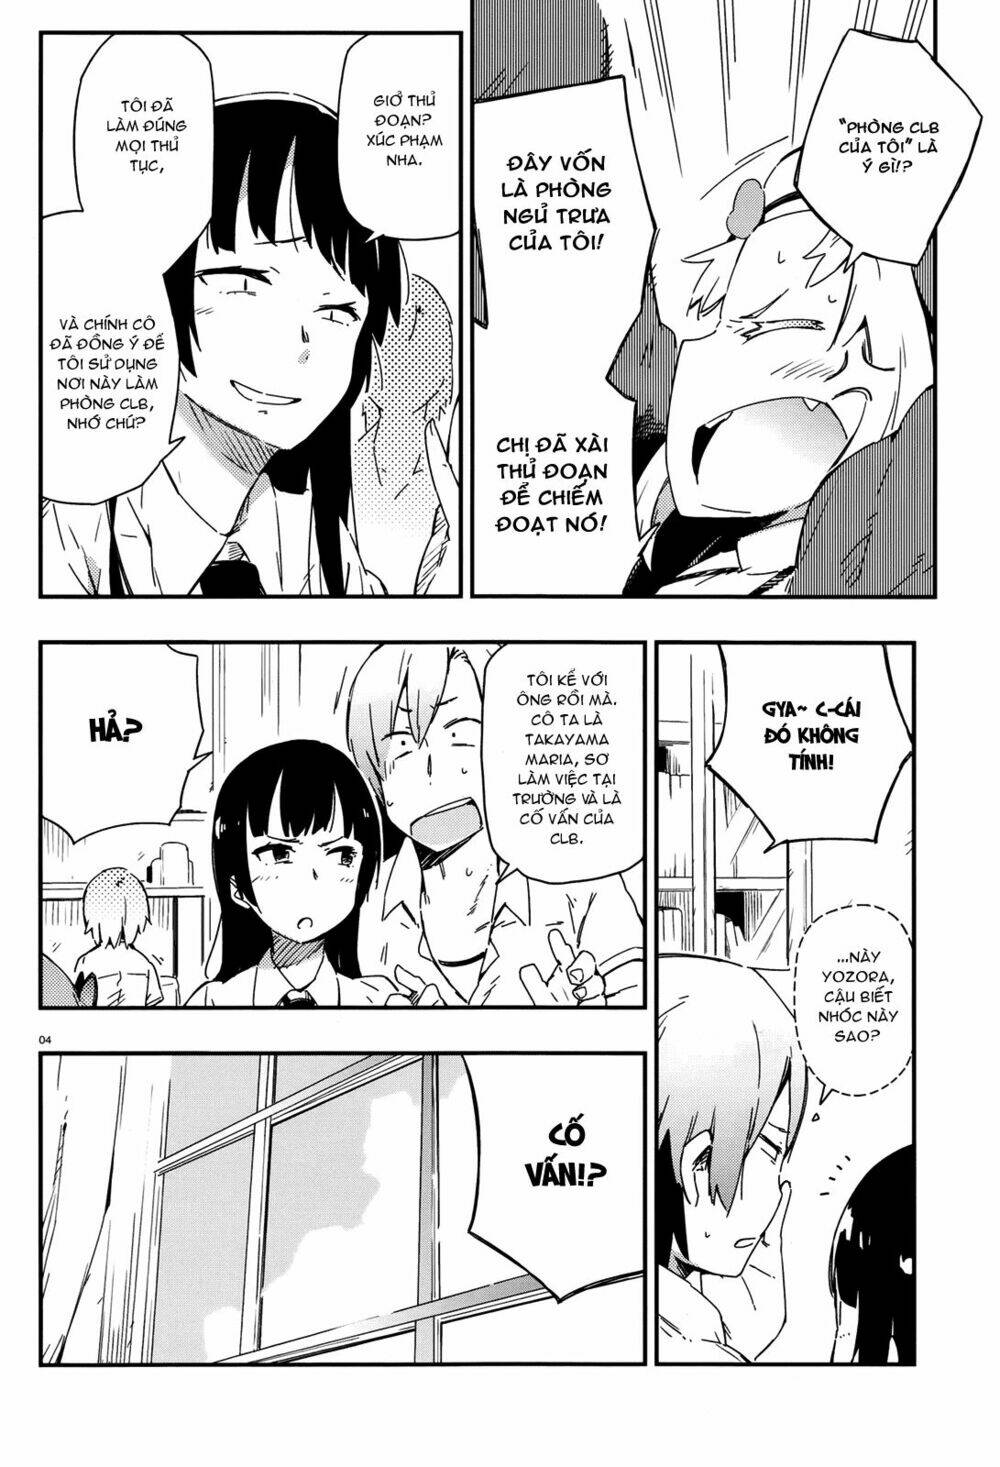 "PHÒNG CLB
CỦA TÔI" LÀ
Ý GÌ!?
ĐÂY VỐN
LÀ PHÒNG
NGỦ TRƯA
CỦA TÔI!
CHỊ ĐÃ XÀI
THỦ ĐOẠN
ĐỂ CHIẾM
ĐOẠT NÓ!
GIỞ THỦ
ĐOẠN?
XÚC PHẠM
NHA.
TÔI ĐÃ
LÀM ĐÚNG
MỌI THỦ
TỤC,
VÀ CHÍNH CÔ
ĐÃ ĐỒNG Ý ĐỂ
TÔI SỬ DỤNG
NƠI NÀY LÀM
PHÒNG CLB,
NHỚ CHÚ?
GYA~ C-CÁI
ĐÓ KHÔNG
TÍNH!
...NÀY
YOZORA,
CẬU BIẾT
NHÓC NÀY
SAO?
TÔI KỂ VỚI
ÔNG RỒI MÀ.
CÔ TA LÀ
TAKAYAMA
MARIA, SƠ
LÀM VIỆC TẠI
TRƯỜNG VÀ LÀ
CỐ VẤN CỦA
CLB.
HẢ?
04
CỐ
VẤN!?